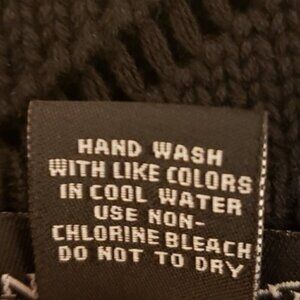 HAND WASH
WITH LIKE COLORS
IN COOL WATER
USE NON-
CHLORINE BLEACH
DO NOT TO DRY